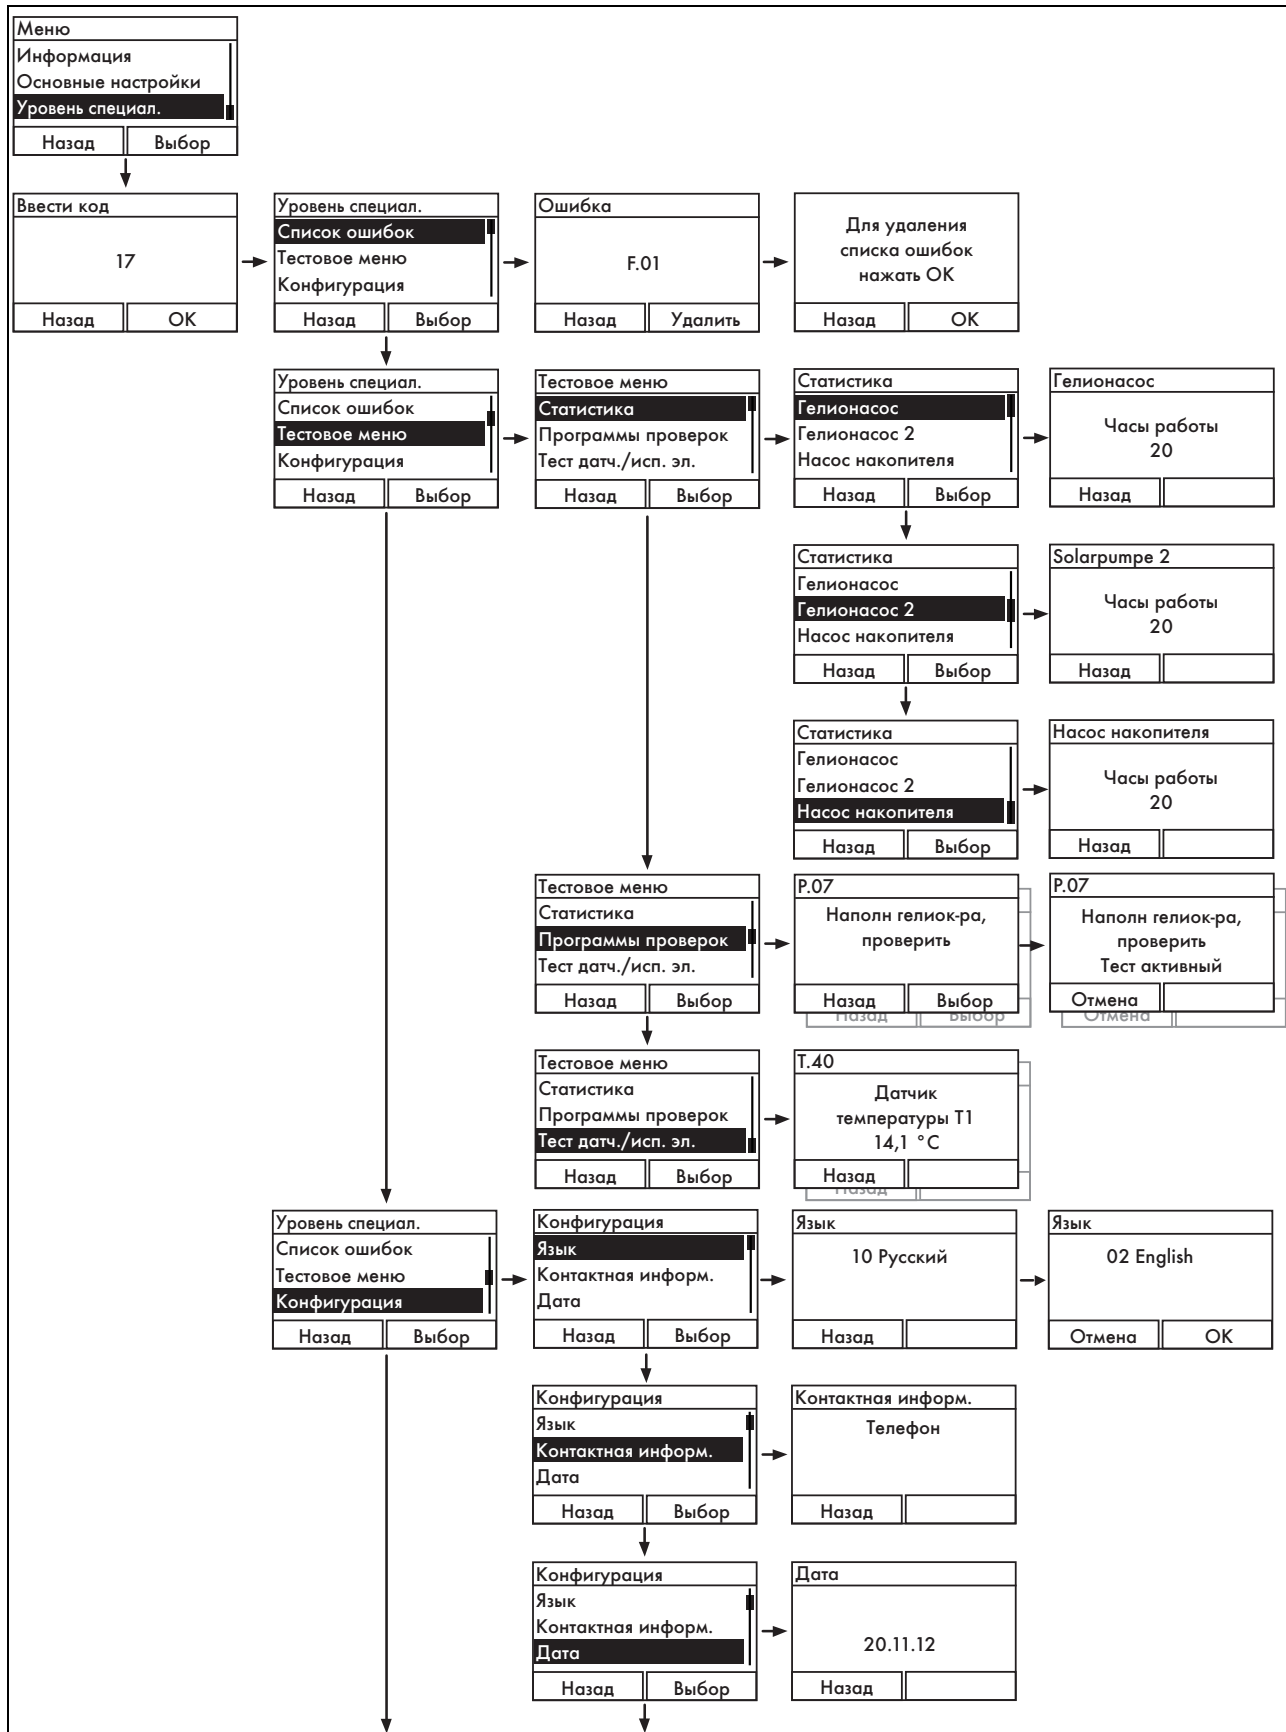 Меню
Информация
Основные настройки
Уровень специал.
Назад Выбор
Ввести код
17
Назад OK
Уровень специал.
Список ошибок
Тестовое меню
Конфигурация
Назад Выбор
Ошибка
F.01
Назад Удалить
Для удаления
списка ошибок
нажать ОК
Назад OK
Уровень специал.
Список ошибок
Тестовое меню
Конфигурация
Назад Выбор
Тестовое меню
Статистика
Программы проверок
Тест датч./исп. эл.
Назад Выбор
Статистика
Гелионасос
Гелионасос 2
Насос накопителя
Назад Выбор
Гелионасос
Часы работы
20
Назад
Статистика
Гелионасос
Гелионасос 2
Насос накопителя
Назад Выбор
Solarpumpe 2
Часы работы
20
Назад
Статистика
Гелионасос
Гелионасос 2
Насос накопителя
Назад Выбор
Насос накопителя
Часы работы
20
Назад
Тестовое меню
Статистика
Программы проверок
Тест датч./исп. эл.
Назад Выбор
P.07
Наполн гелиок-ра,
проверить
Назад Выбор
Назад Выбор
P.07
Наполн гелиок-ра,
проверить
Тест активный
Отмена
Отмена
Тестовое меню
Статистика
Программы проверок
Тест датч./исп. эл.
Назад Выбор
T.40
Датчик
температуры T1
14,1 °C
Назад
Назад
Уровень специал.
Список ошибок
Тестовое меню
Конфигурация
Назад Выбор
Конфигурация
Язык
Контактная информ.
Дата
Назад Выбор
Язык
10 Русский
Назад
Язык
02 English
Отмена OK
Конфигурация
Язык
Контактная информ.
Дата
Назад Выбор
Контактная информ.
Телефон
Назад
Конфигурация
Язык
Контактная информ.
Дата
Назад Выбор
Дата
20.11.12
Назад